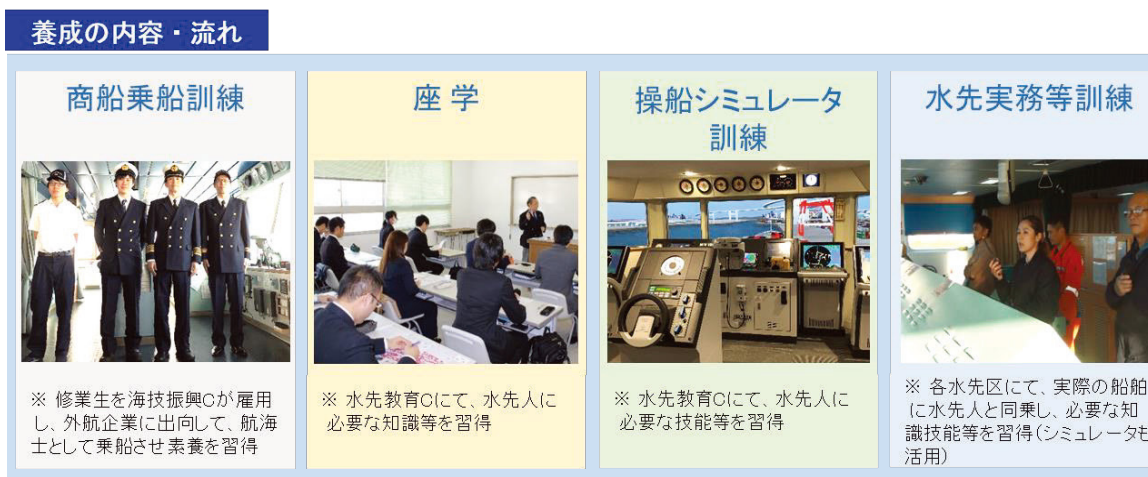 養成の内容・流れ
商船乗船訓練
※ 修業生を海技振興Cが雇用
し、外航企業に出向して、航海
士として乗船させ素養を習得
座 学
※ 水先教育Cにて、水先人に
必要な知識等を習得
操船シミュレータ
訓練
※ 水先教育Cにて、水先人に
必要な技能等を習得
水先実務等訓練
※ 各水先区にて、実際の船舶
に水先人と同乗し、必要な知
識技能等を習得(シミュレータも
活用)